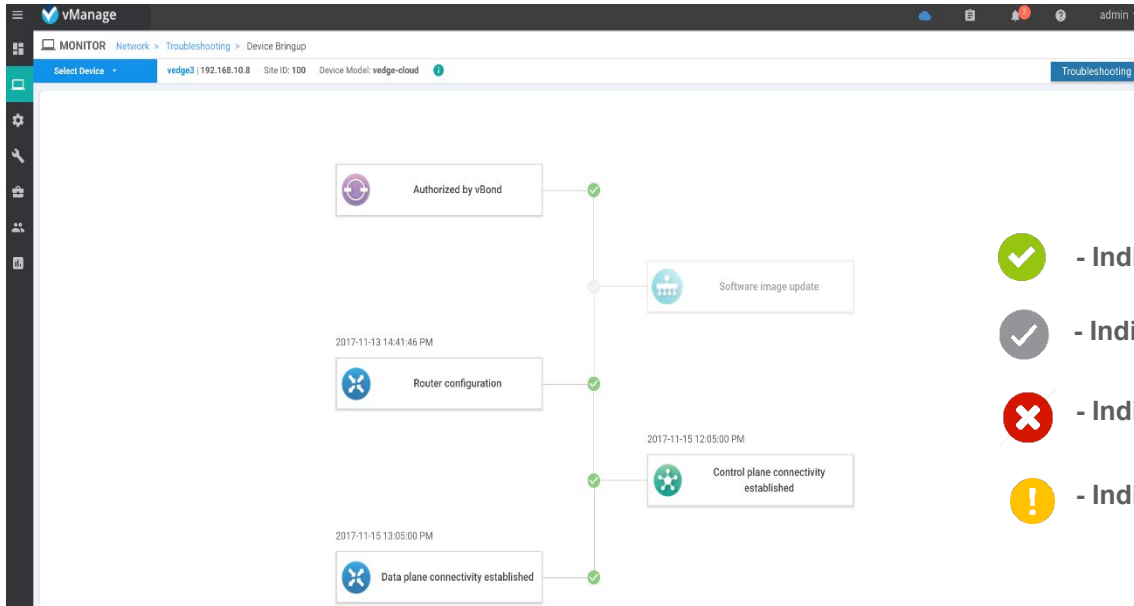 vManage
admin
MONITOR Network > Troubleshooting > Device Bringup
Select Device vedge3 | 192.168.10.8 Site ID: 100 Device Model: vedge-cloud
Troubleshooting
Authorized by vBond
Software image update
2017-11-13 14:41:46 PM
Router configuration
2017-11-15 12:05:00 PM
Control plane connectivity
established
2017-11-15 13:05:00 PM
Data plane connectivity established
- Indi
- Indi
- Indi
- Indi